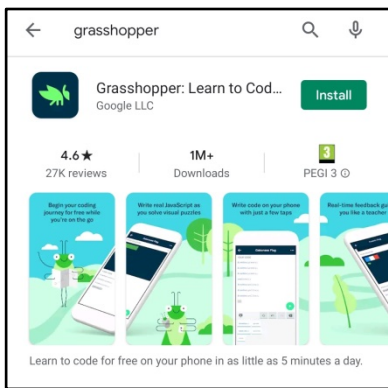 grasshopper
Grasshopper: Learn to Cod...
Google LLC
Install
4.6★
27K reviews
1M+
Downloads
3
PEGI 3
Begin your coding
journey for free while
you're on the go
Write real JavaScript as
you solve visual puzzles
Write code on your phone
with just a few taps
Real-time feedback gui
you like a teacher
Learn to code for free on your phone in as little as 5 minutes a day.